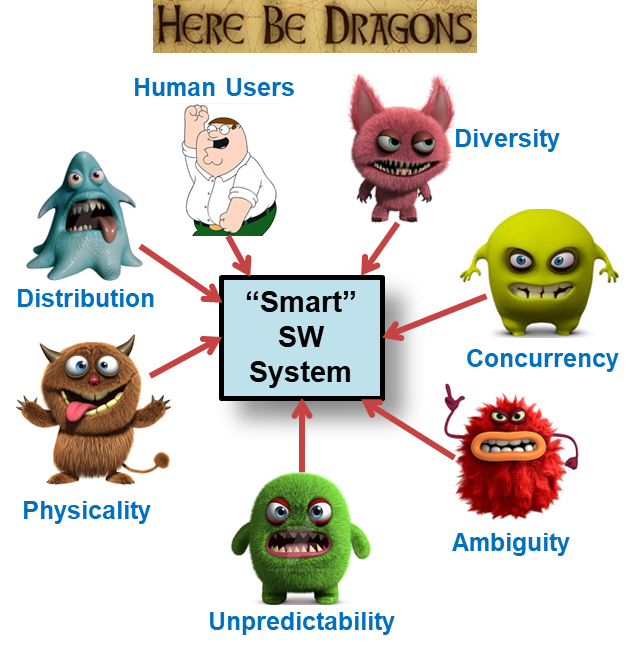 HERE BE DRAGONS
Human Users
Diversity
Distribution
“Smart”
SW
System
Concurrency
Physicality
Ambiguity
Unpredictability